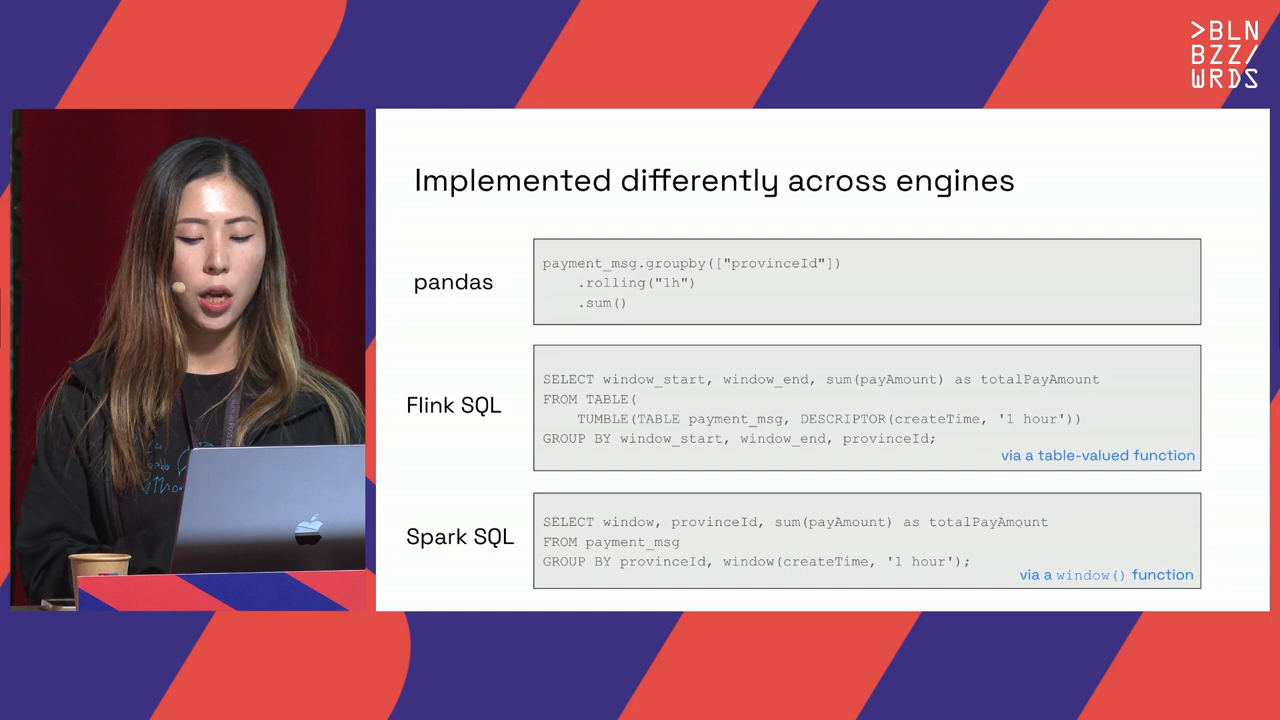 >BLN
BZZ/
WRDS
Implemented differently across engines
pandas
payment_msg.groupby(["provinceId"])
.rolling("1h")
.sum()
Flink SQL
SELECT window_start, window_end, sum(payAmount) as totalPayAmount
FROM TABLE(
TUMBLE(TABLE payment_msg, DESCRIPTOR(createTime, '1 hour'))
GROUP BY window_start, window_end, provinceId;
via a table-valued function
Spark SQL
SELECT window, provinceId, sum(payAmount) as totalPayAmount
FROM payment_msg
GROUP BY provinceId, window(createTime, '1 hour');
via a window() function